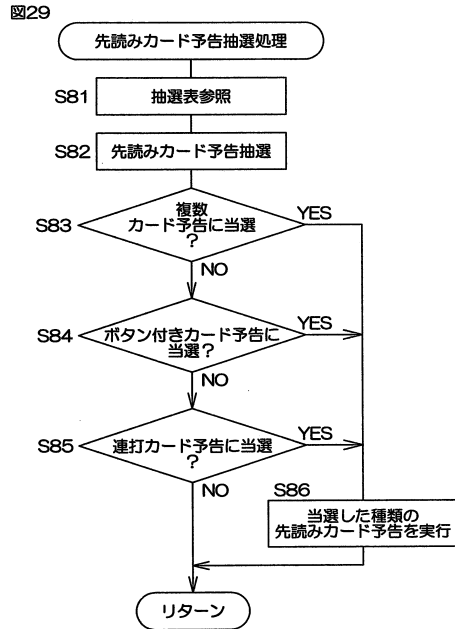 図29
先読みカード予告抽選処理
S81
抽選表参照
S82
先読みカード予告抽選
S83
複数
カード予告に当選
?
YES
NO
S84
ボタン付きカード予告に
当選?
YES
NO
S85
連打カード予告に当選
?
YES
NO
S86
当選した種類の
先読みカード予告を実行
リターン